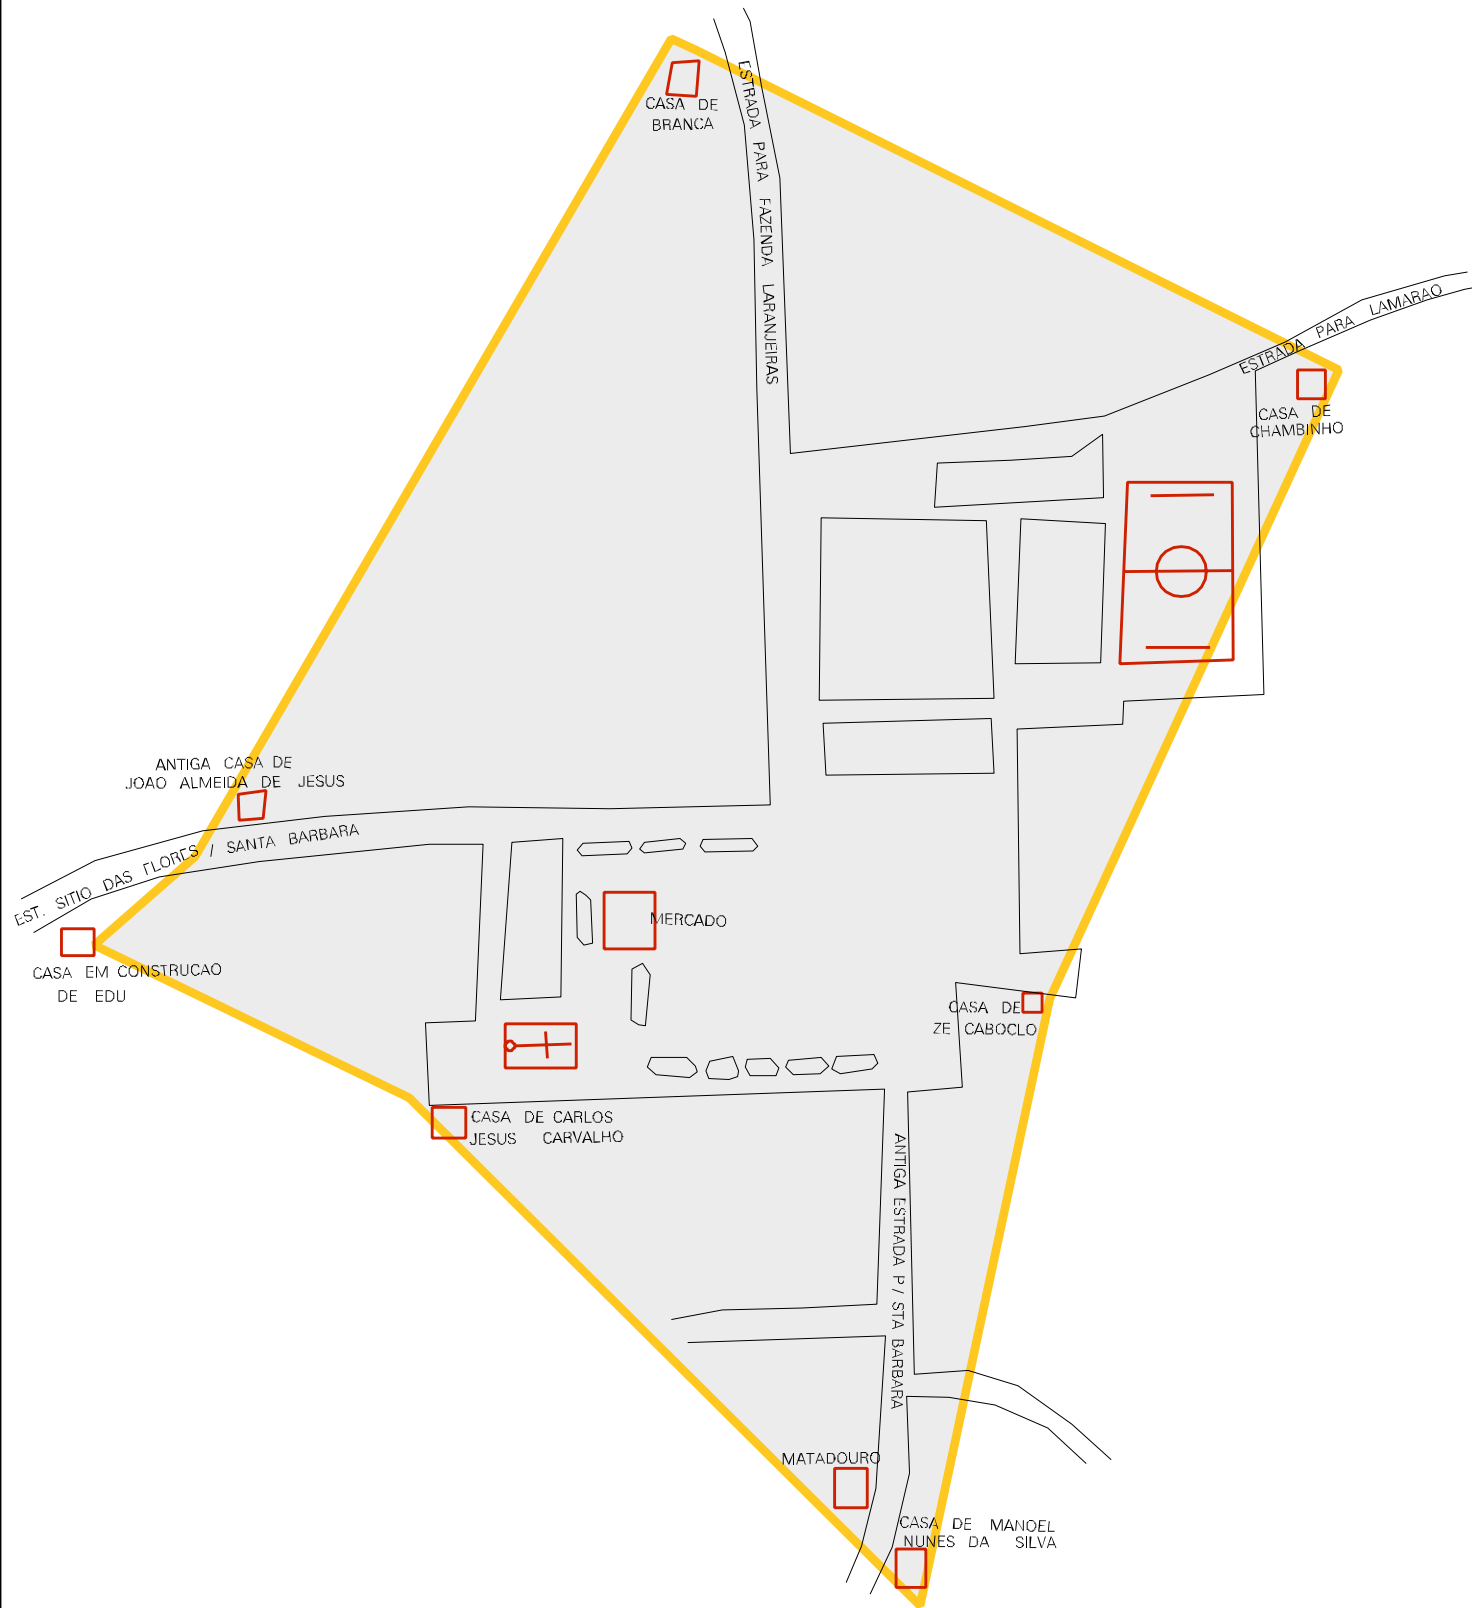 CASA DE
BRANCA
ESTRADA PARA FAZENDA LARANJEIRAS
ESTRADA PARA LAMARAO
CASA DE
CHAMBINHO
ANTIGA CASA DE
JOAO ALMEIDA DE JESUS
EST. SITIO DAS FLORES / SANTA BARBARA
MERCADO
CASA EM CONSTRUCAO
DE EDU
CASA DE
ZE CABOCLO
CASA DE CARLOS
JESUS CARVALHO
ANTIGA ESTRADA P/ STA BARBARA
MATADOURO
CASA DE MANOEL
NUNES DA SILVA